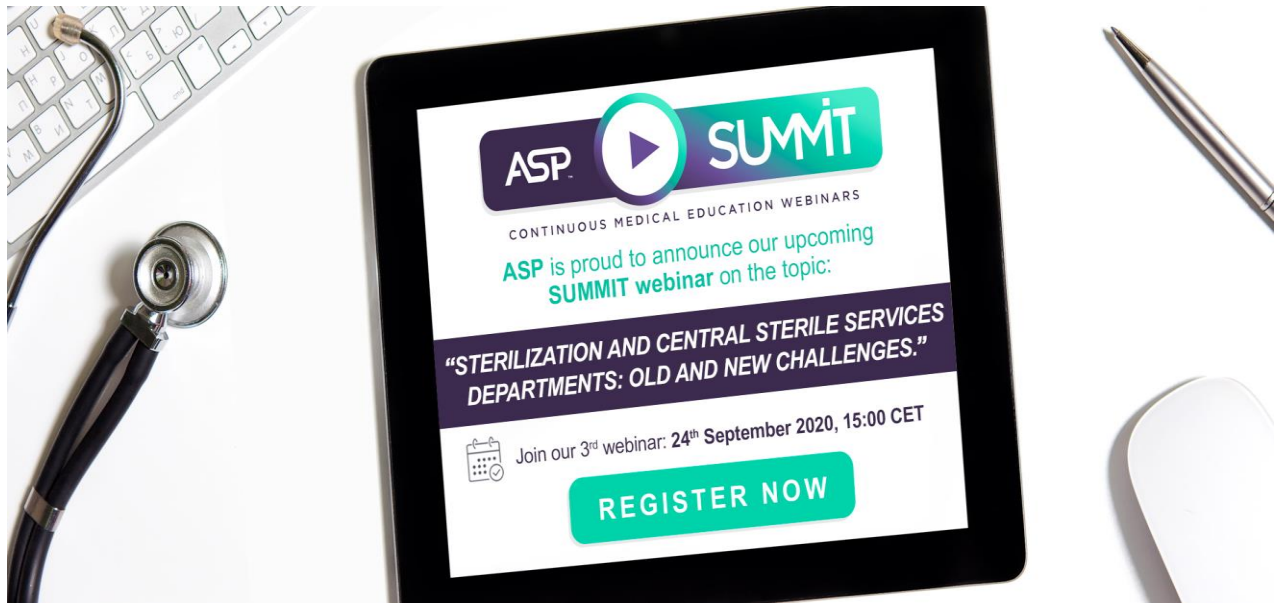 ASP™
SUMMIT
CONTINUOUS MEDICAL EDUCATION WEBINARS
ASP is proud to announce our upcoming
SUMMIT webinar on the topic:
“STERILIZATION AND CENTRAL STERILE SERVICES
DEPARTMENTS: OLD AND NEW CHALLENGES.”
Join our 3rd webinar: 24th September 2020, 15:00 CET
REGISTER NOW